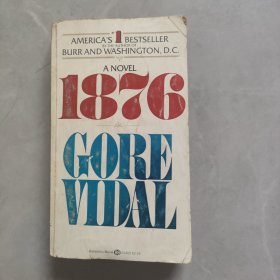 AMERICA'S #1 BESTSELLER
BY THE AUTHOR OF
BURR AND WASHINGTON, D.C.
A NOVEL
1876
GORE
VIDAL